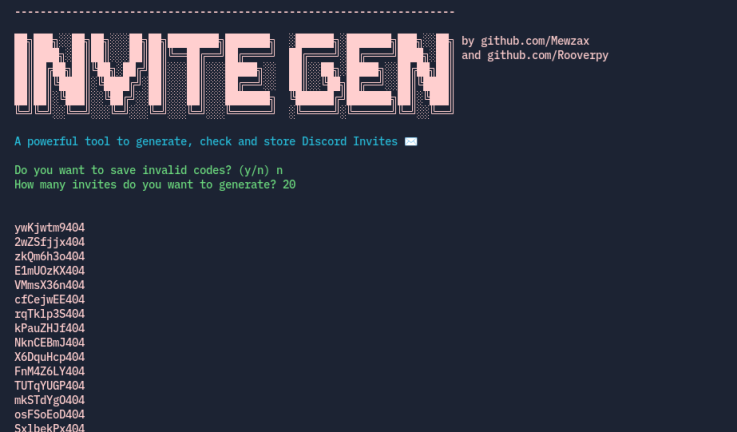 INVITE GEN
by github.com/Mewzax
and github.com/Rooverpy
A powerful tool to generate, check and store Discord Invites ✉️
Do you want to save invalid codes? (y/n) n
How many invites do you want to generate? 20
ywKjwtm9404
2wZSfjjx404
zkQm6h3o404
E1mUOzKX404
VMmsX36n404
cfCejwEE404
rqTklp3S404
kPauZHJf404
NknCEBmJ404
X6DquHcp404
FnM4Z6LY404
TUTqYUGP404
mkSTdYgO404
osFSoEoD404
SxlbekPx404